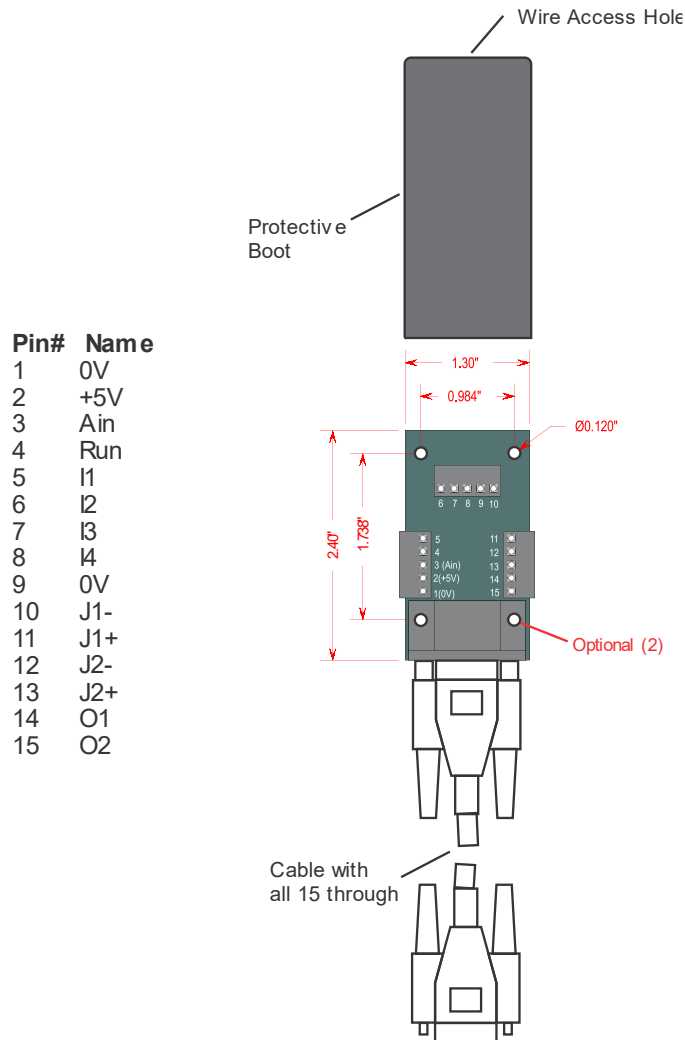 Wire Access Hole
Protective
Boot
Pin# Name
1 0V
2 +5V
3 Ain
4 Run
5 I1
6 I2
7 I3
8 I4
9 0V
10 J1-
11 J1+
12 J2-
13 J2+
14 O1
15 O2
1.30"
0.984"
Ø0.120"
2.40"
1.738"
6 7 8 9 10
5 11
4 12
3 (Ain) 13
2(+5V) 14
1(0V) 15
Optional (2)
Cable with
all 15 through